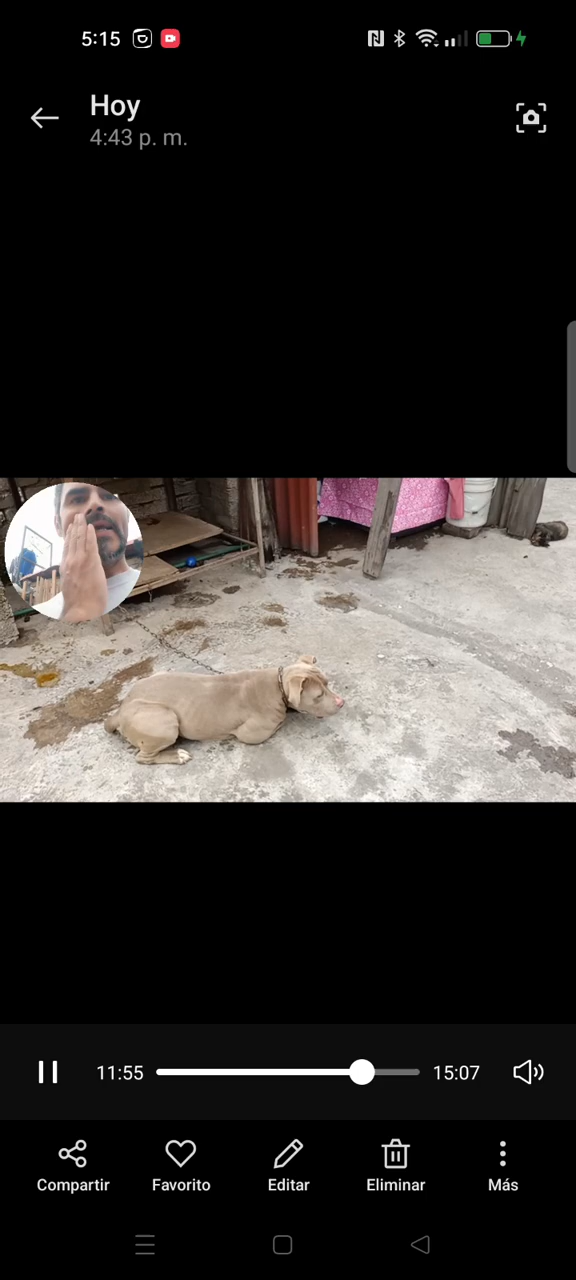 5:15
Hoy
4:43 p. m.
11:55
15:07
Compartir
Favorito
Editar
Eliminar
Más